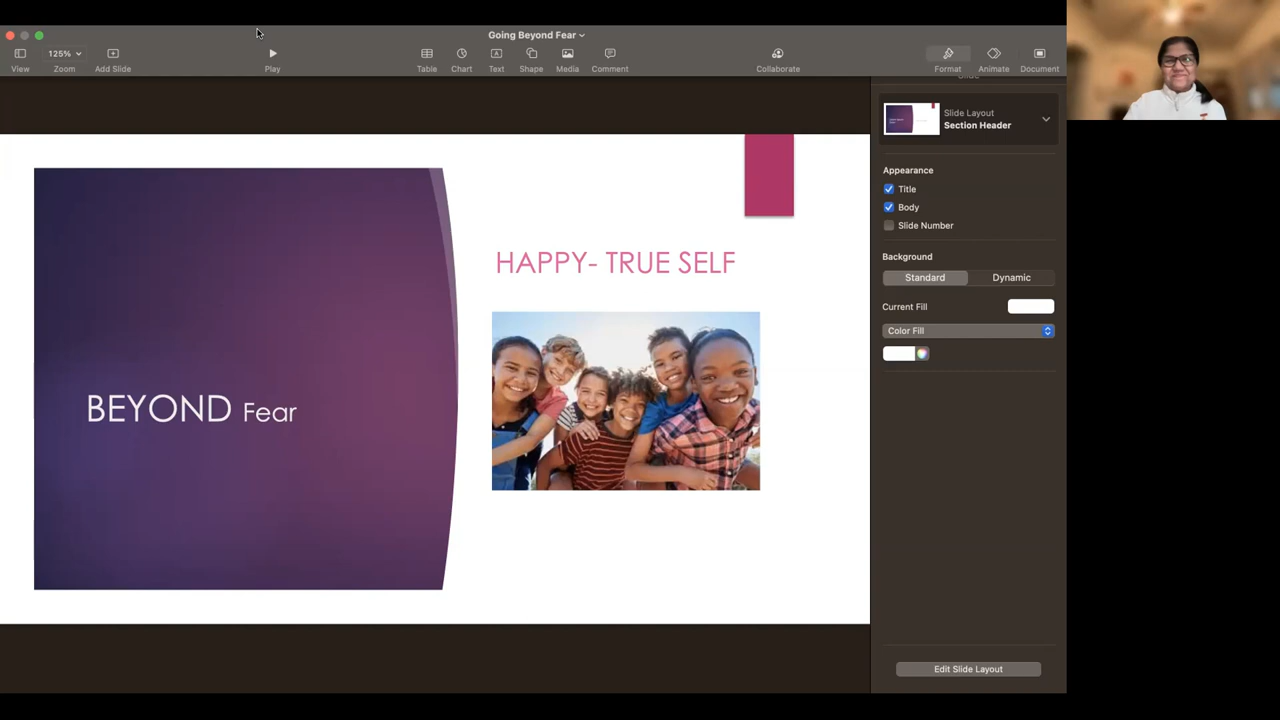 Going Beyond Fear
125%
View
Zoom
Add Slide
Play
Table
Chart
Text
Shape
Media
Comment
Collaborate
Format
Animate
Document
Slide
Slide Layout
Section Header
Appearance
Title
Body
Slide Number
Background
Standard
Dynamic
Current Fill
Color Fill
Edit Slide Layout
HAPPY- TRUE SELF
BEYOND Fear